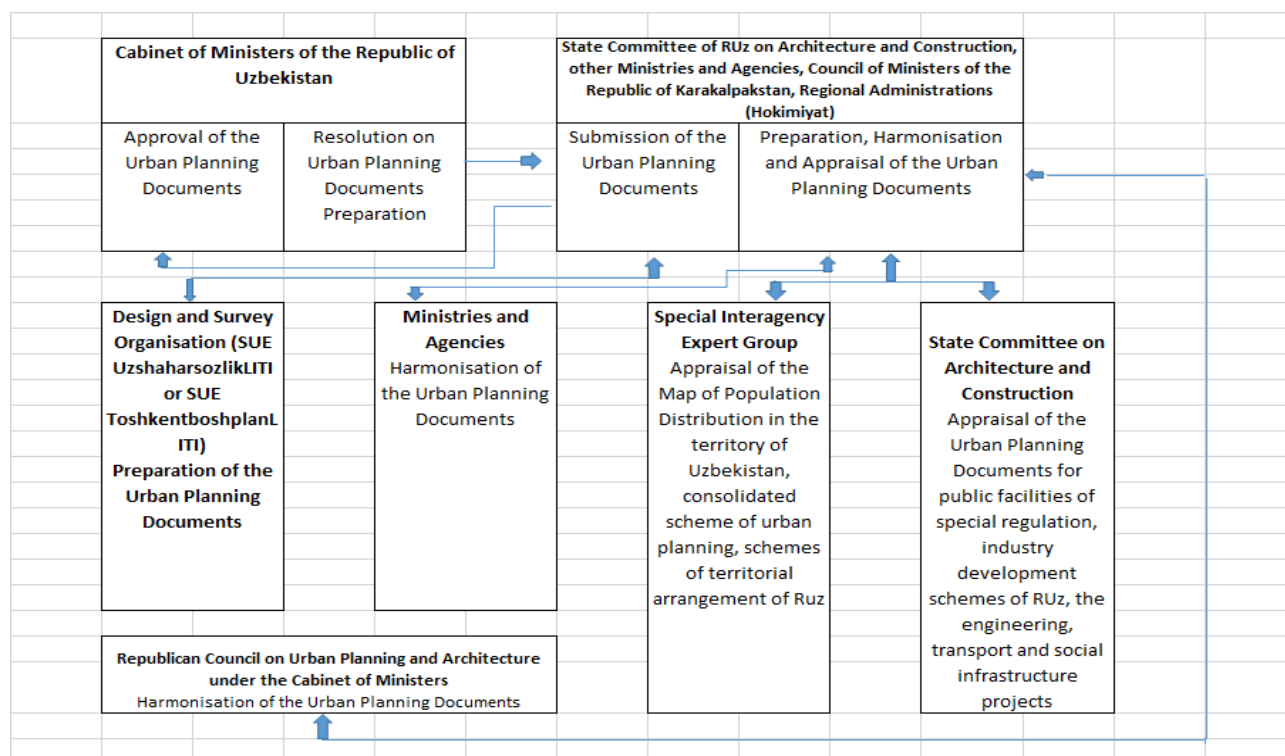 Cabinet of Ministers of the Republic of
Uzbekistan
State Committee of RUz on Architecture and Construction,
other Ministries and Agencies, Council of Ministers of the
Republic of Karakalpakstan, Regional Administrations
(Hokimiyat)
Approval of the
Urban Planning
Documents
Resolution on
Urban Planning
Documents
Preparation
Submission of the
Urban Planning
Documents
Preparation, Harmonisation
and Appraisal of the Urban
Planning Documents
Design and Survey
Organisation (SUE
UzshaharsozlikLITI
or SUE
ToshkentboshplanL
ITI)
Preparation of the
Urban Planning
Documents
Ministries and
Agencies
Harmonisation of
the Urban Planning
Documents
Special Interagency
Expert Group
Appraisal of the
Map of Population
Distribution in the
territory of
Uzbekistan,
consolidated
scheme of urban
planning, schemes
of territorial
arrangement of Ruz
State Committee on
Architecture and
Construction
Appraisal of the
Urban Planning
Documents for
public facilities of
special regulation,
industry
development
schemes of RUz, the
engineering,
transport and social
infrastructure
projects
Republican Council on Urban Planning and Architecture
under the Cabinet of Ministers
Harmonisation of the Urban Planning Documents